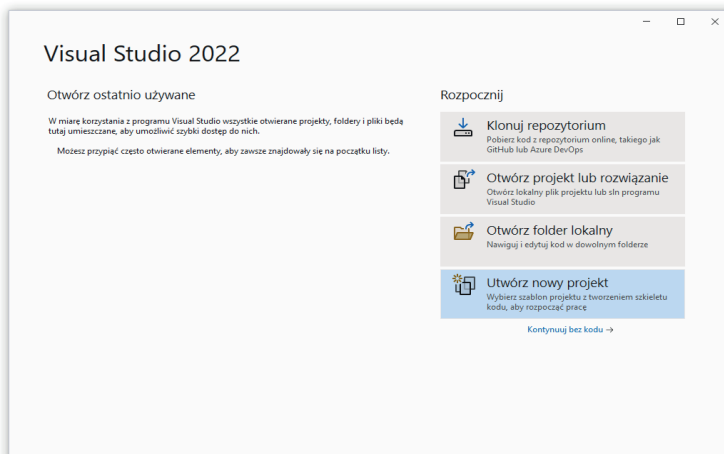 Visual Studio 2022
Otwórz ostatnio używane
W miarę korzystania z programu Visual Studio wszystkie otwierane projekty, foldery i pliki będą
tutaj umieszczane, aby umożliwić szybki dostęp do nich.
Możesz przypiąć często otwierane elementy, aby zawsze znajdowały się na początku listy.
Rozpocznij
Klonuj repozytorium
Pobierz kod z repozytorium online, takiego jak
GitHub lub Azure DevOps
Otwórz projekt lub rozwiązanie
Otwórz lokalny plik projektu lub sln programu
Visual Studio
Otwórz folder lokalny
Nawiguj i edytuj kod w dowolnym folderze
Utwórz nowy projekt
Wybierz szablon projektu z tworzeniem szkieletu
kodu, aby rozpocząć pracę
Kontynuuj bez kodu →